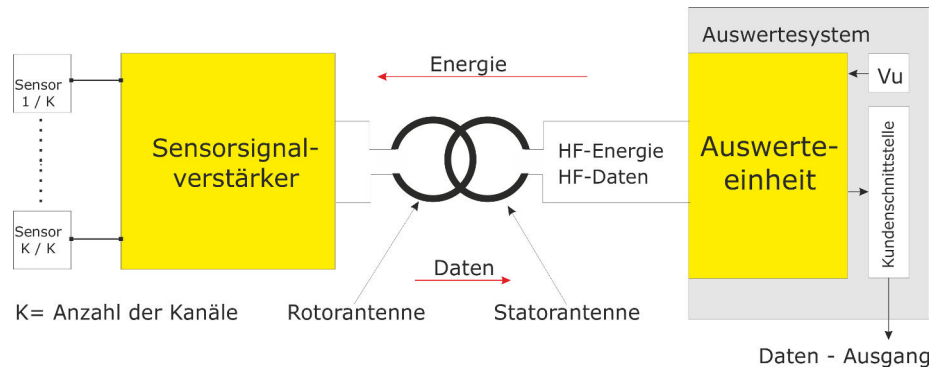 Sensor
1 / K
Sensor
K / K
K= Anzahl der Kanäle
Sensorsignal-
verstärker
Energie
HF-Energie
HF-Daten
Daten
Rotorantenne
Statorantenne
Auswertesystem
Auswerte-
einheit
Vu
Kundenschnittstelle
Daten - Ausgang